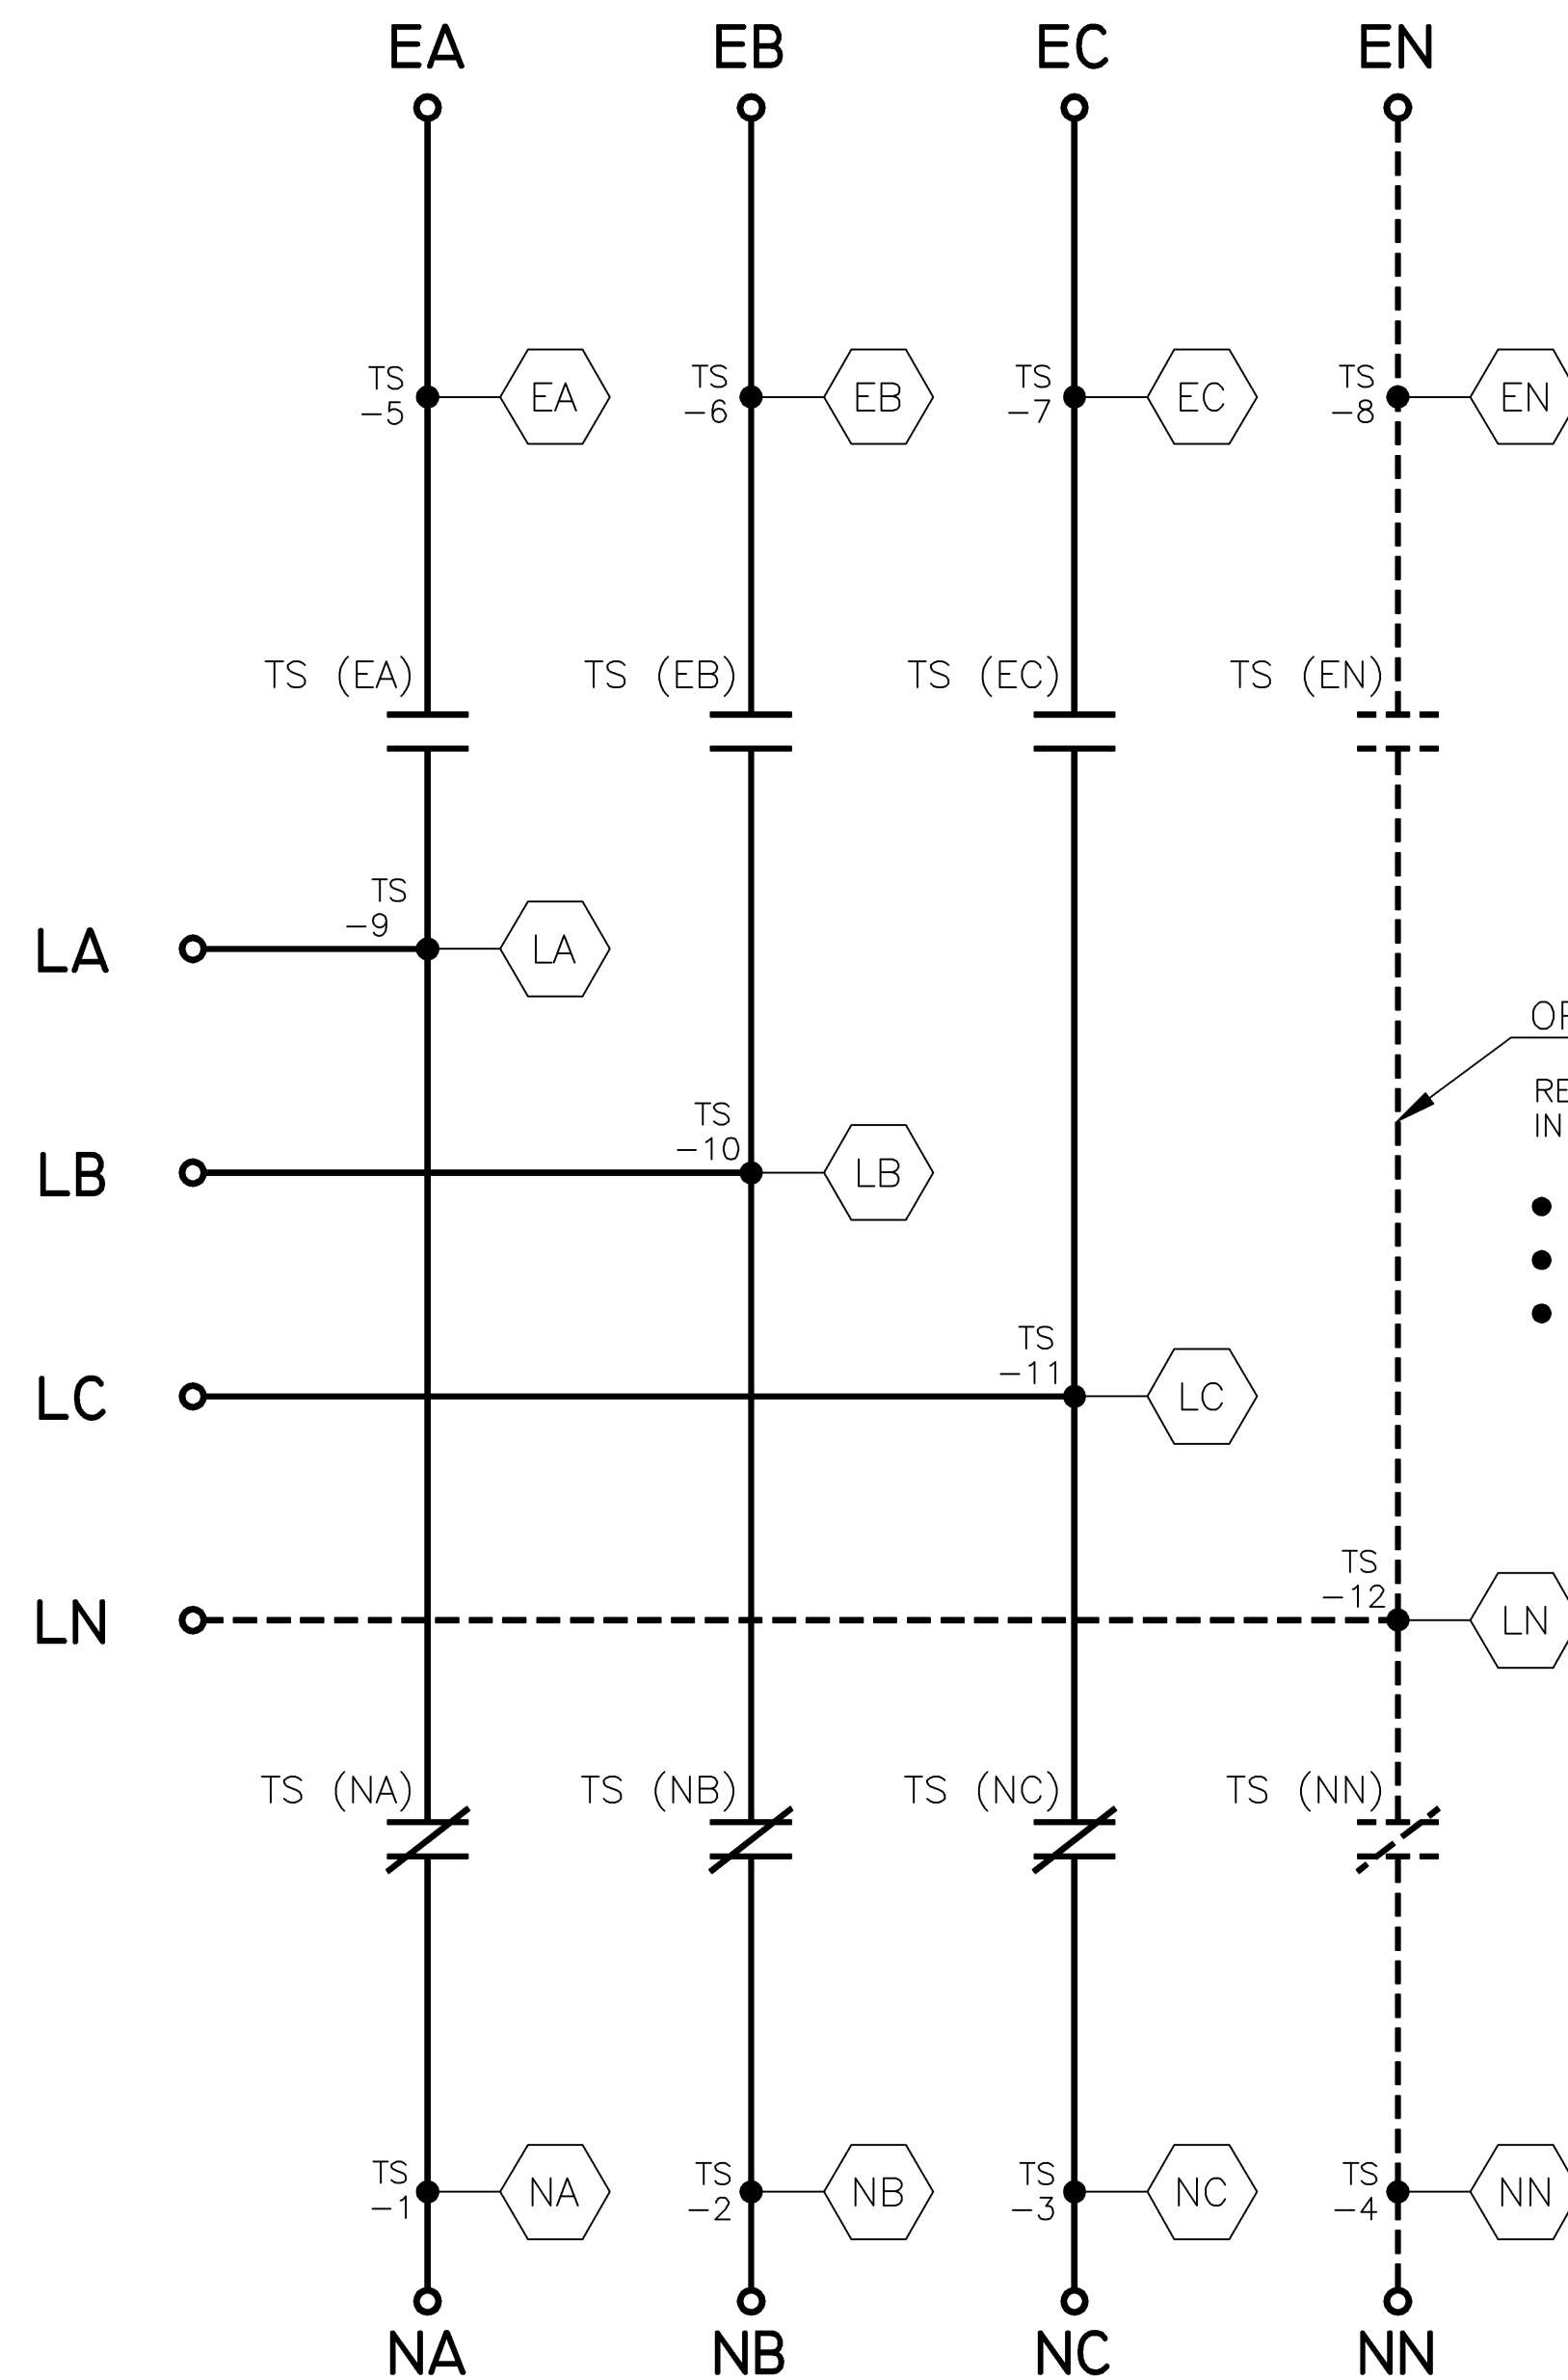 EA EB EC EN
TS TS TS TS
-5 EA -6 EB -7 EC -8 EN
TS (EA) TS (EB) TS (EC) TS (EN)
TS
-9
LA LA
IN
TS
-10
LB LB
TS
-11
LC LC
TS
-12
LN LN
TS (NA) TS (NB) TS (NC) TS (NN)
TS TS TS TS
-1 NA -2 NB -3 NC -4 NN
NA NB NC NN